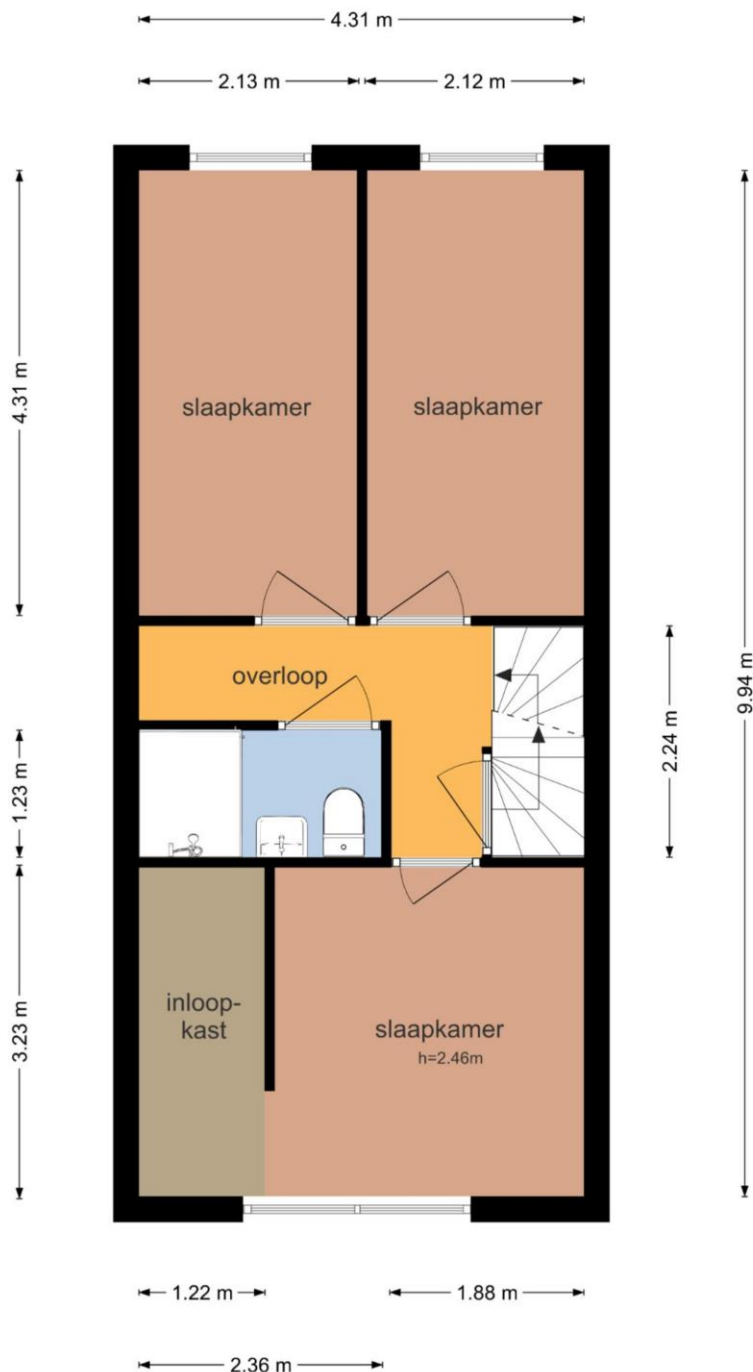 4.31 m
2.13 m
2.12 m
4.31 m
9.94 m
slaapkamer
slaapkamer
overloop
2.24 m
1.23 m
3.23 m
inloop-
kast
slaapkamer
h=2.46m
1.22 m
1.88 m
2.36 m